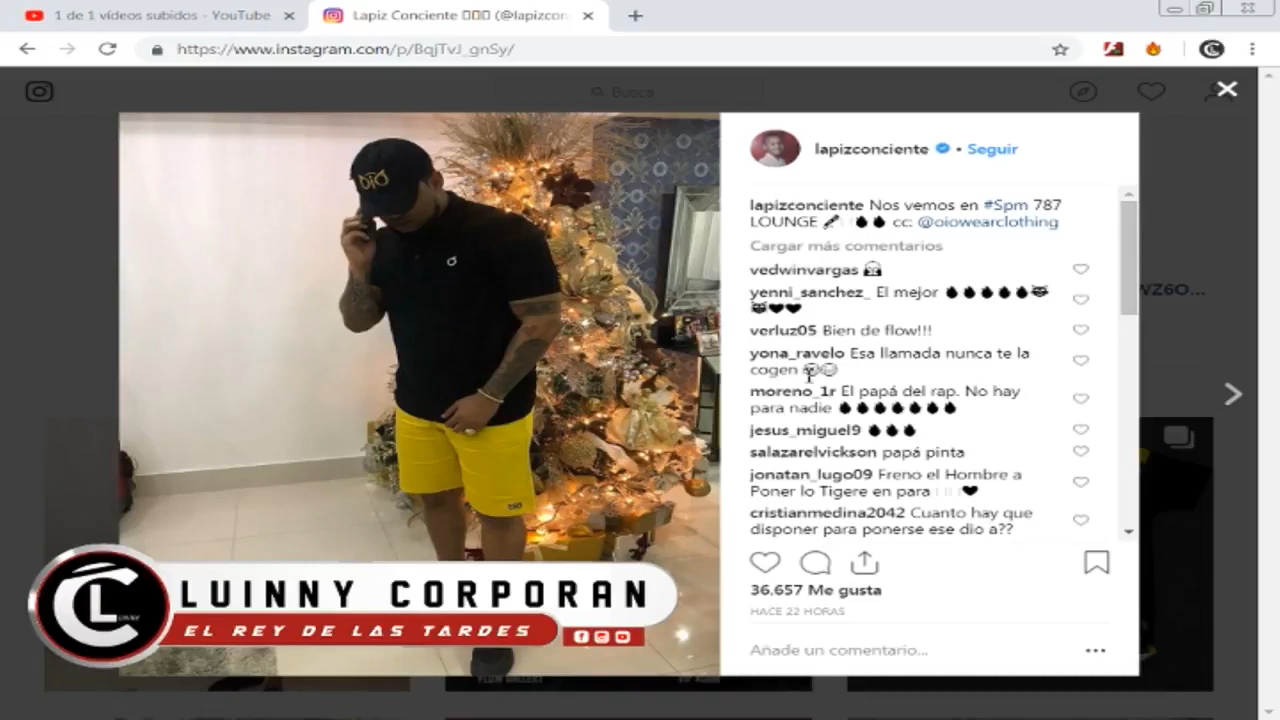 1 de 1 vídeos subidos - YouTube
Lapiz Conciente (@lapizcon
https://www.instagram.com/p/BqjTvJ_gnSy/
Busca
lapizconciente • Seguir
lapizconciente Nos vemos en #Spm 787
LOUNGE cc: @oiowearclothing
Cargar más comentarios
vedwinvargas
yenni_sanchez_ El mejor
verluz05 Bien de flow!!!
yona_ravelo Esa llamada nunca te la
cogen
moreno_1r El papá del rap. No hay
para nadie
jesus_miguel9
salazarelvickson papá pinta
jonatan_lugo09 Freno el Hombre a
Poner lo Tigere en para
cristianmedina2042 Cuanto hay que
disponer para ponerse ese dio a??
36.657 Me gusta
HACE 22 HORAS
Añade un comentario...
WZ6O...
OIO
LUINNY CORPORAN
EL REY DE LAS TARDES